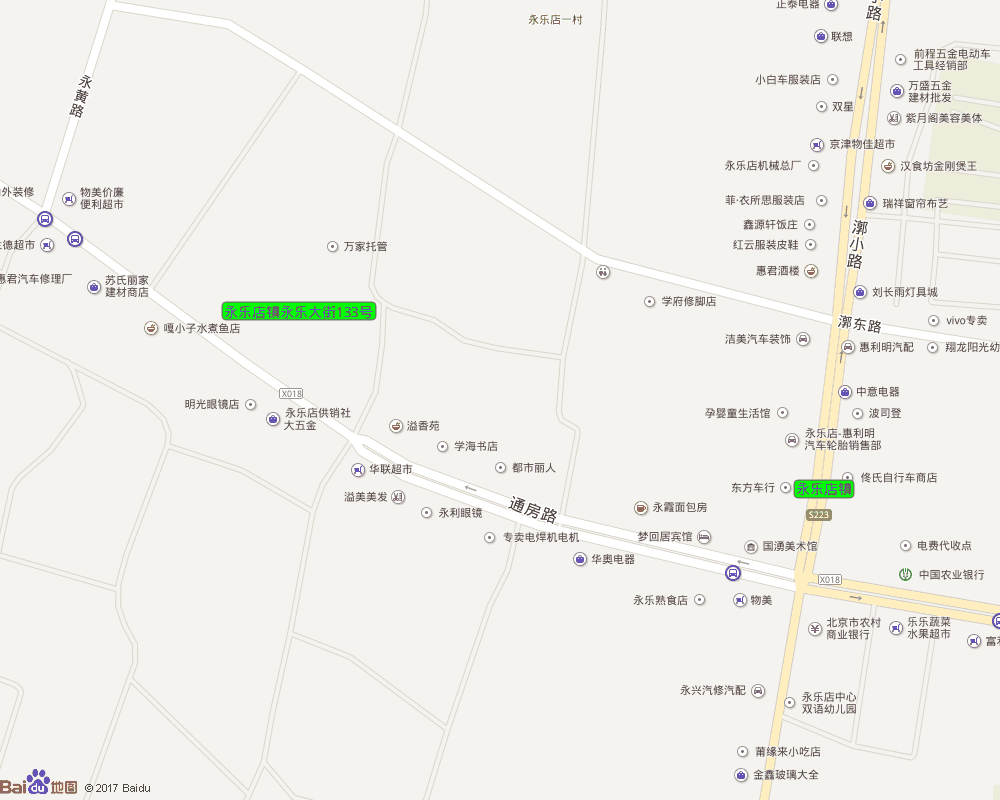 正泰电器
永乐店一村
联想
前程五金电动车
工具经销部
小白车服装店
万盛五金
建材批发
双星
永黄路
紫月阁美容美体
京津物佳超市
永乐店机械总厂
汉食坊金刚煲王
外装修
物美价廉
便利超市
菲·衣所思服装店
瑞祥窗帘布艺
鑫源轩饭庄
漷小路
德超市
万家托管
红云服装皮鞋
惠君酒楼
惠君汽车修理厂
苏氏丽家
建材商店
刘长雨灯具城
学府修脚店
永乐店镇永乐大街133号
嘎小子水煮鱼店
漷东路
vivo专卖
洁美汽车装饰
惠利明汽配
翔龙阳光幼
X018
中意电器
明光眼镜店
永乐店供销社
大五金
孕婴童生活馆
波司登
溢香苑
永乐店-惠利明
汽车轮胎销售部
学海书店
华联超市
都市丽人
佟氏自行车商店
东方车行
永乐店镇
溢美美发
永利眼镜
通房路
永霞面包房
S223
专卖电焊机电机
梦回居宾馆
国湧美术馆
电费代收点
华奥电器
X018
中国农业银行
永乐熟食店
物美
北京市农村
商业银行
乐乐蔬菜
水果超市
永兴汽修汽配
永乐店中心
双语幼儿园
莆缘来小吃店
金鑫玻璃大全
Bai du 地图
© 2017 Baidu